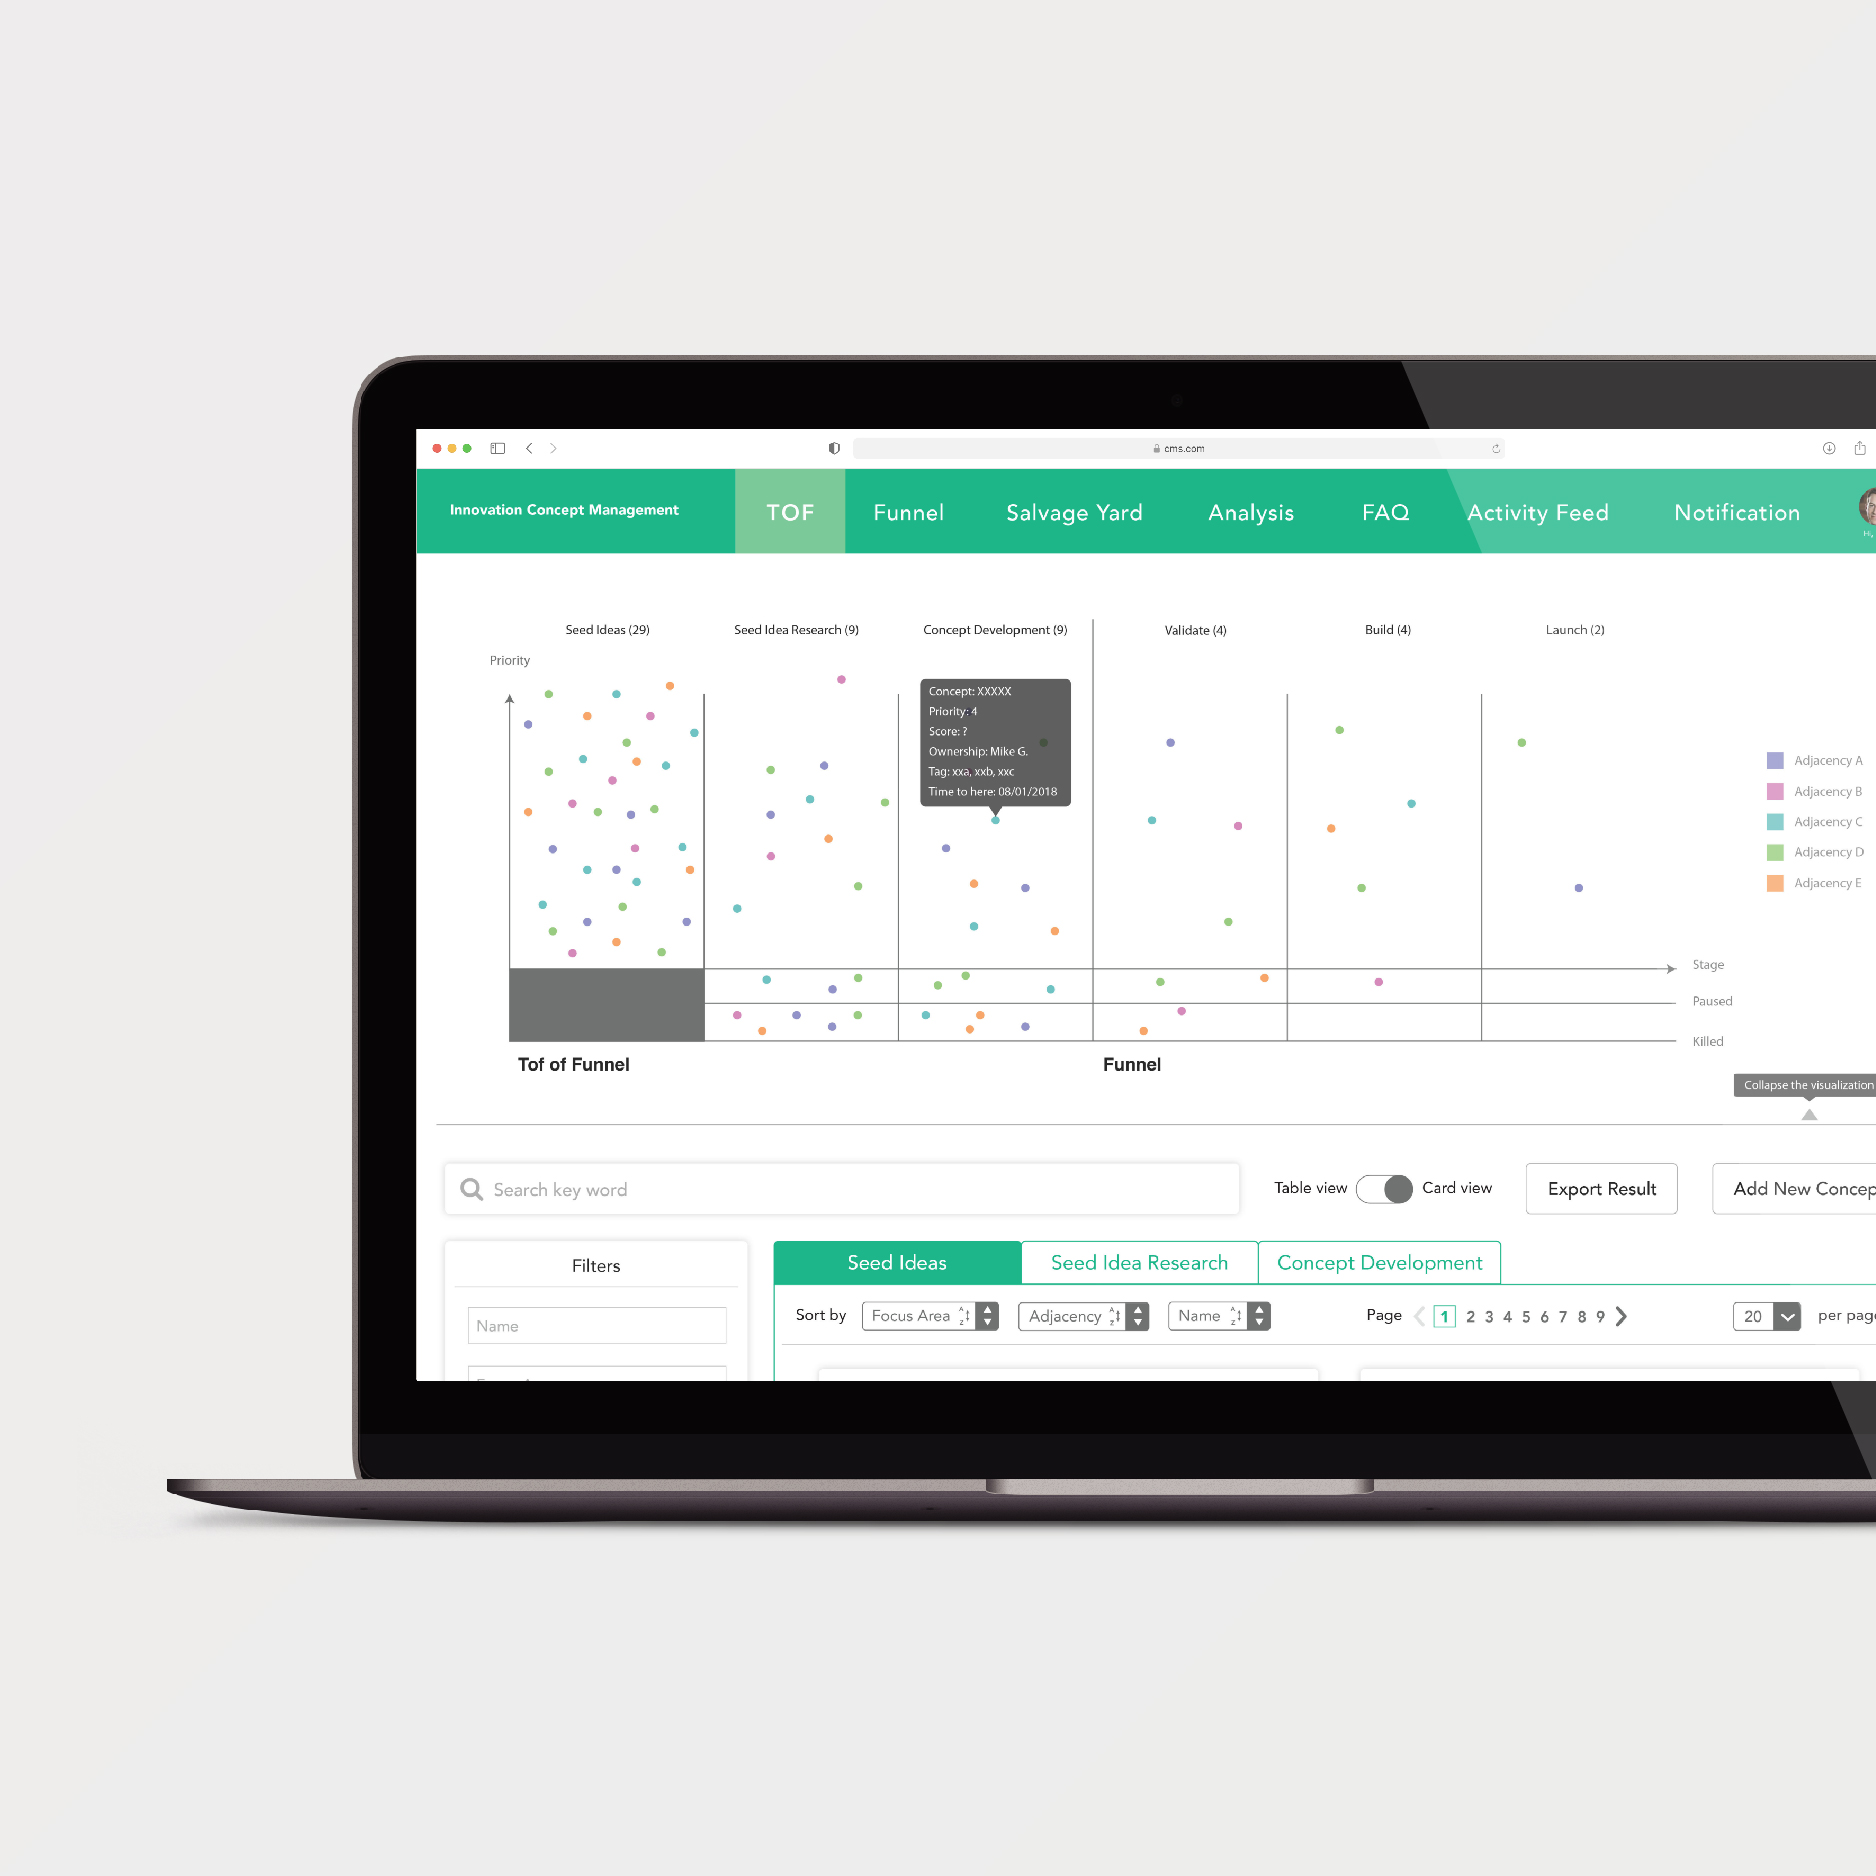 cms.com
Innovation Concept Management
TOF
Funnel
Salvage Yard
Analysis
FAQ
Activity Feed
Notification
Hi,
Seed Ideas (29)
Seed Idea Research (9)
Concept Development (9)
Validate (4)
Build (4)
Launch (2)
Priority
Concept: XXXXX
Priority: 4
Score: ?
Ownership: Mike G.
Tag: xxa, xxb, xxc
Time to here: 08/01/2018
Adjacency A
Adjacency B
Adjacency C
Adjacency D
Adjacency E
Stage
Paused
Killed
Tof of Funnel
Funnel
Collapse the visualization
Search key word
Table view
Card view
Export Result
Add New Concep
Filters
Name
Seed Ideas
Seed Idea Research
Concept Development
Sort by
Focus Area
Adjacency
Name
Page 1 2 3 4 5 6 7 8 9
20
per page